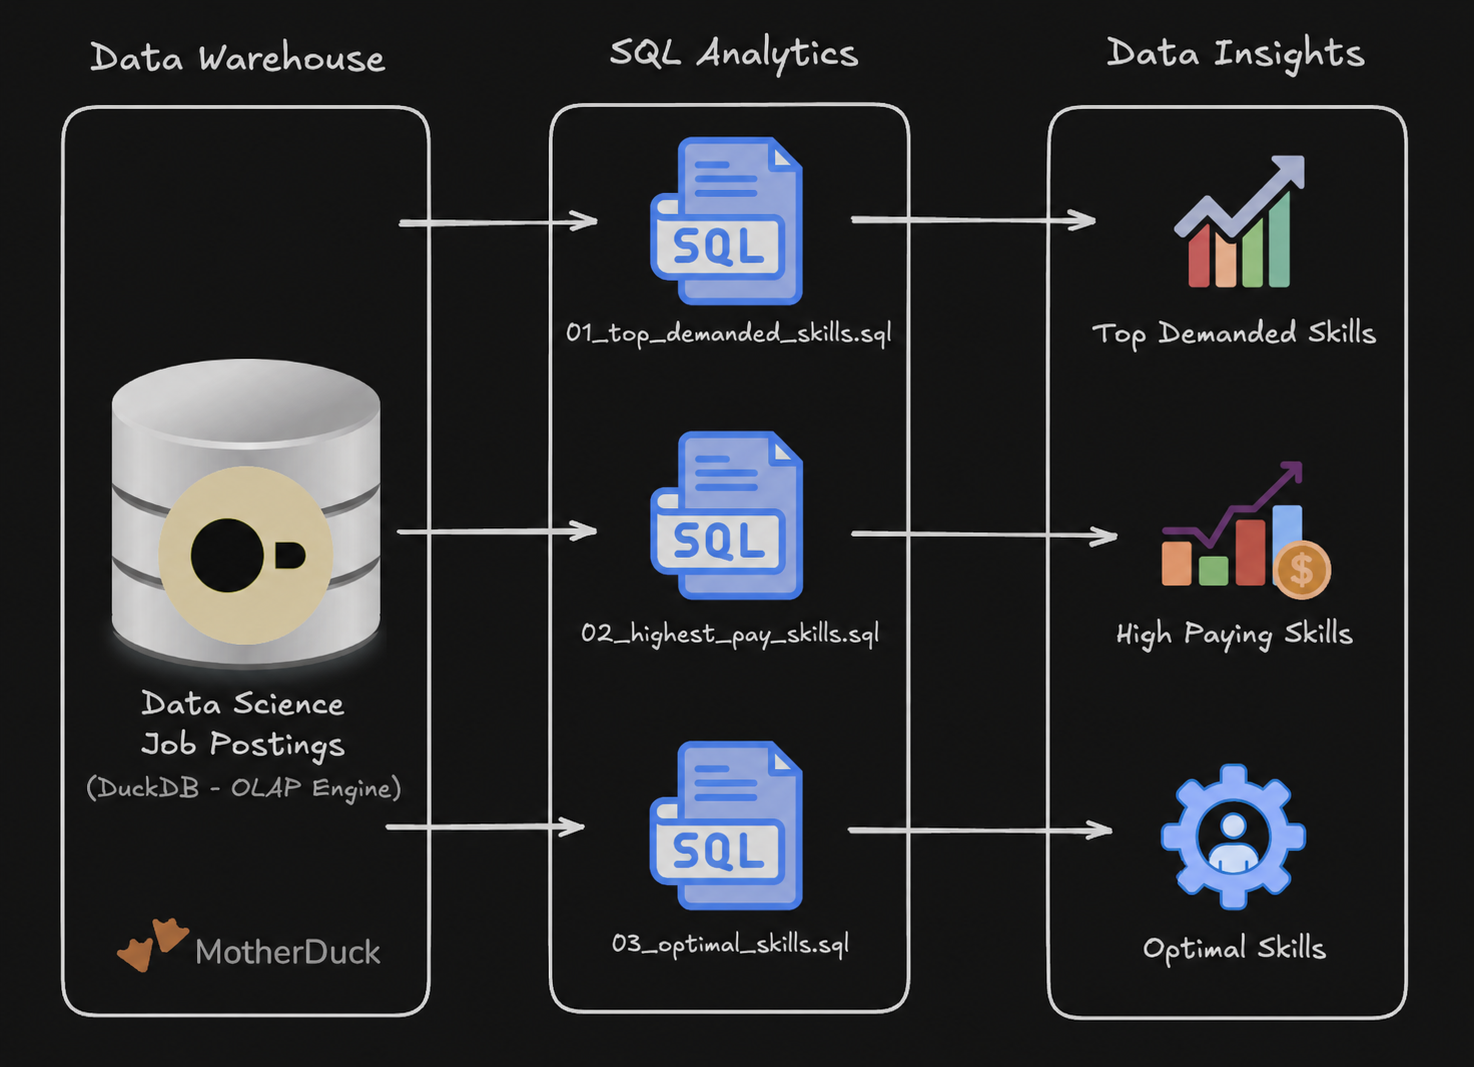 Data Warehouse
SQL Analytics
Data Insights
SQL
01_top_demanded_skills.sql
Top Demanded Skills
SQL
02_highest_pay_skills.sql
$
High Paying Skills
Data Science
Job Postings
(DuckDB - OLAP Engine)
SQL
03_optimal_skills.sql
Optimal Skills
MotherDuck